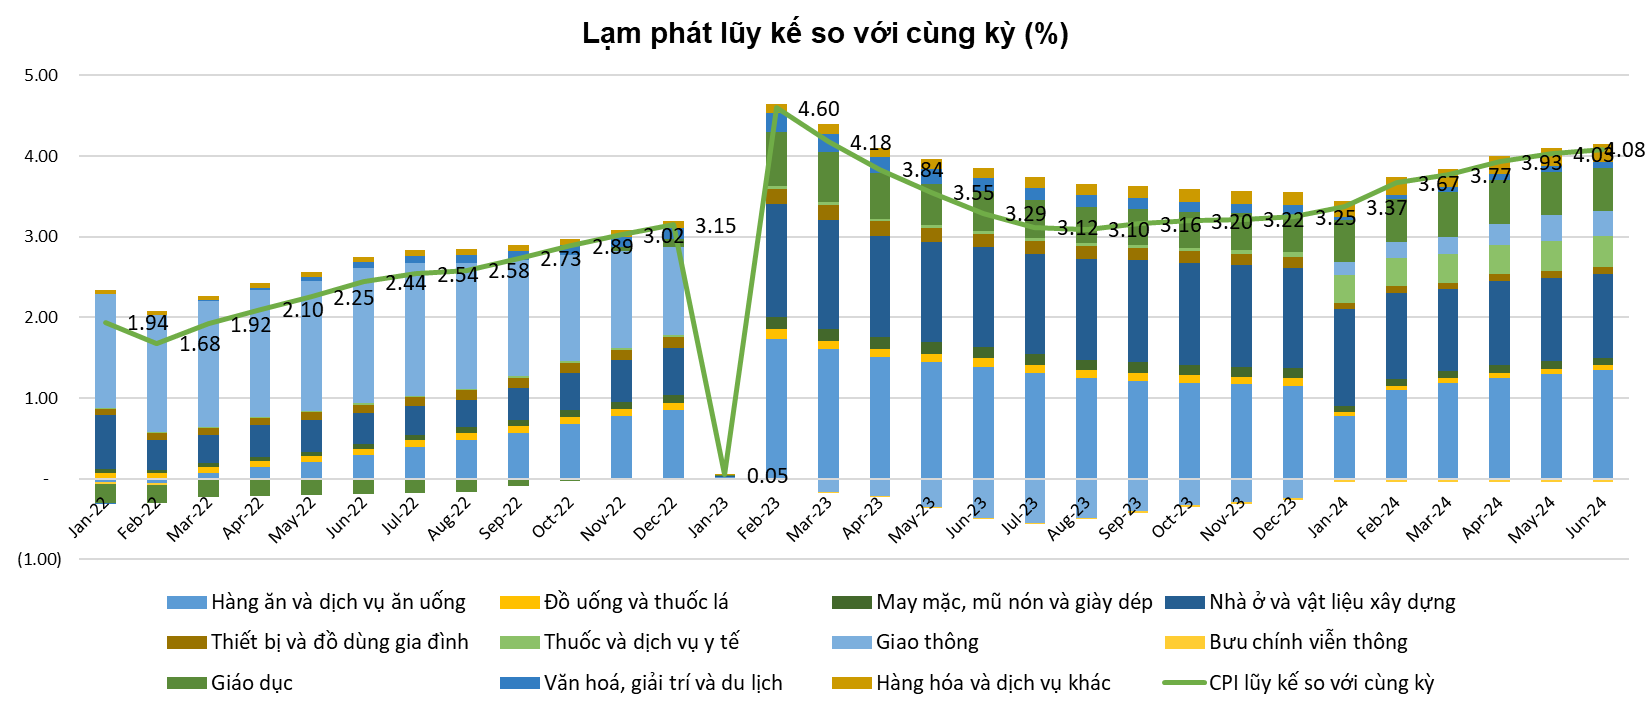 Lạm phát lũy kế so với cùng kỳ (%)
5.00
4.00
3.00
2.00
1.00
-
(1.00)
1.94
1.68
1.92
2.10
2.25
2.44
2.54
2.58
2.73
2.89
3.02
3.15
0.05
4.60
4.18
3.84
3.55
3.29
3.12
3.10
3.16
3.20
3.22
3.25
3.37
3.67
3.77
3.93
4.03
4.08
Jan-22
Feb-22
Mar-22
Apr-22
May-22
Jun-22
Jul-22
Aug-22
Sep-22
Oct-22
Nov-22
Dec-22
Jan-23
Feb-23
Mar-23
Apr-23
May-23
Jun-23
Jul-23
Aug-23
Sep-23
Oct-23
Nov-23
Dec-23
Jan-24
Feb-24
Mar-24
Apr-24
May-24
Jun-24
Hàng ăn và dịch vụ ăn uống
Đồ uống và thuốc lá
May mặc, mũ nón và giày dép
Nhà ở và vật liệu xây dựng
Thiết bị và đồ dùng gia đình
Thuốc và dịch vụ y tế
Giao thông
Bưu chính viễn thông
Giáo dục
Văn hoá, giải trí và du lịch
Hàng hóa và dịch vụ khác
CPI lũy kế so với cùng kỳ